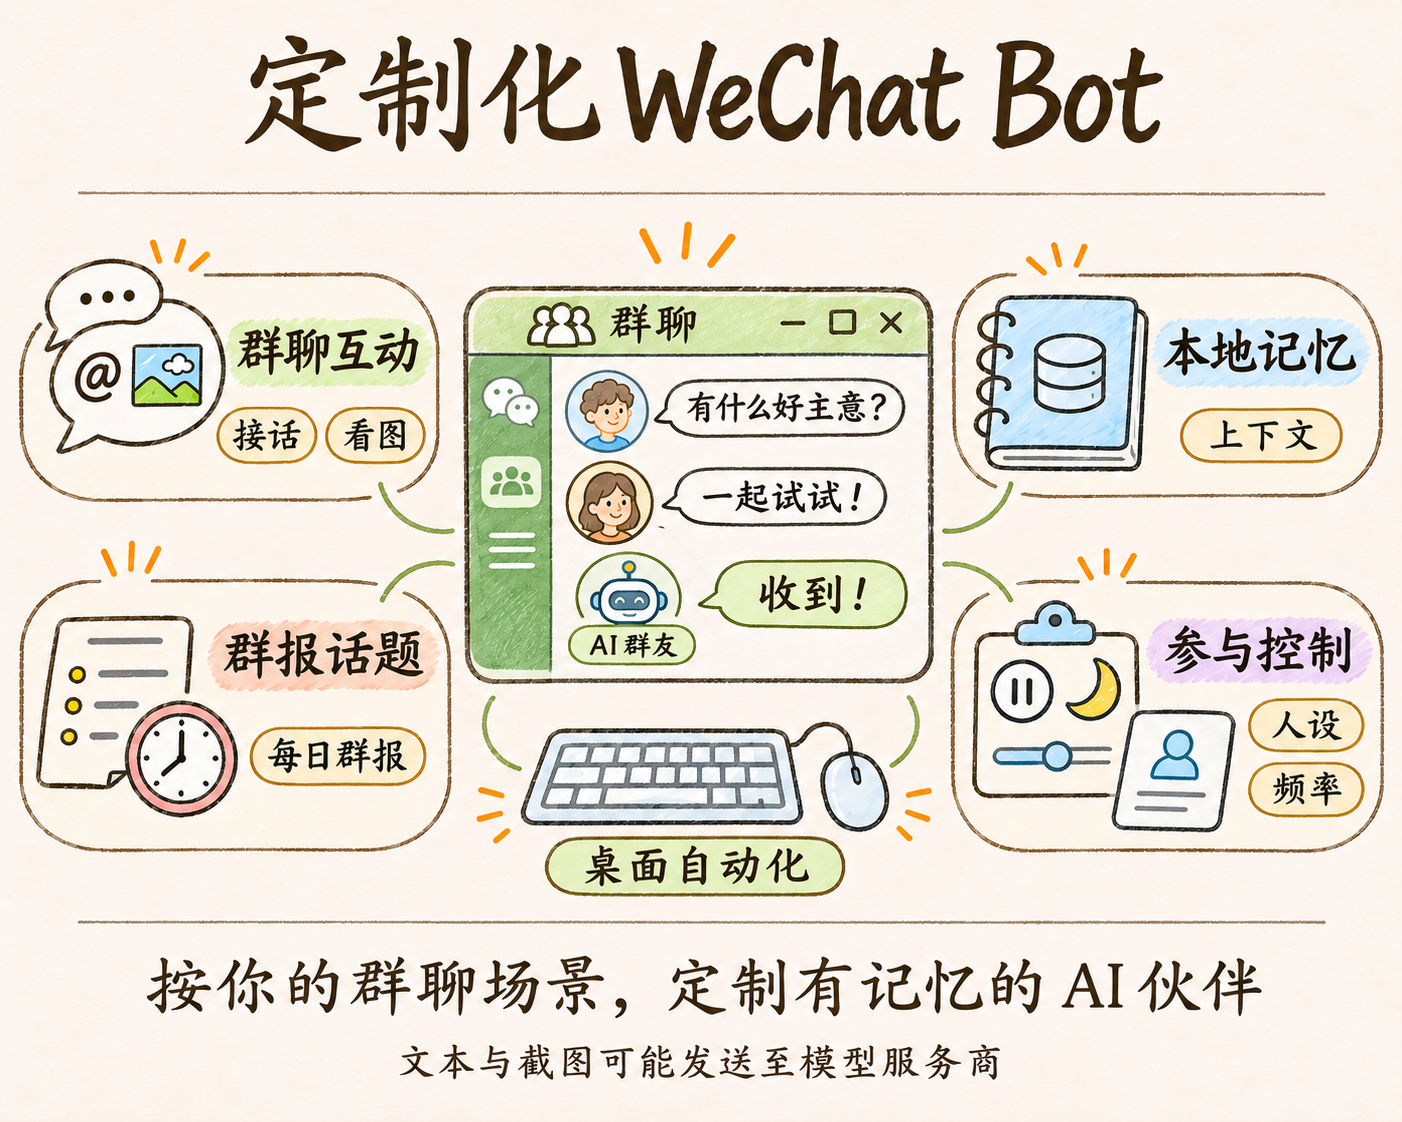 定制化 WeChat Bot
群聊互动
@
接话
看图
群报话题
每日群报
群聊
有什么好主意？
一起试试！
收到！
AI 群友
桌面自动化
本地记忆
上下文
参与控制
人设
频率
按你的群聊场景，定制有记忆的 AI 伙伴
文本与截图可能发送至模型服务商